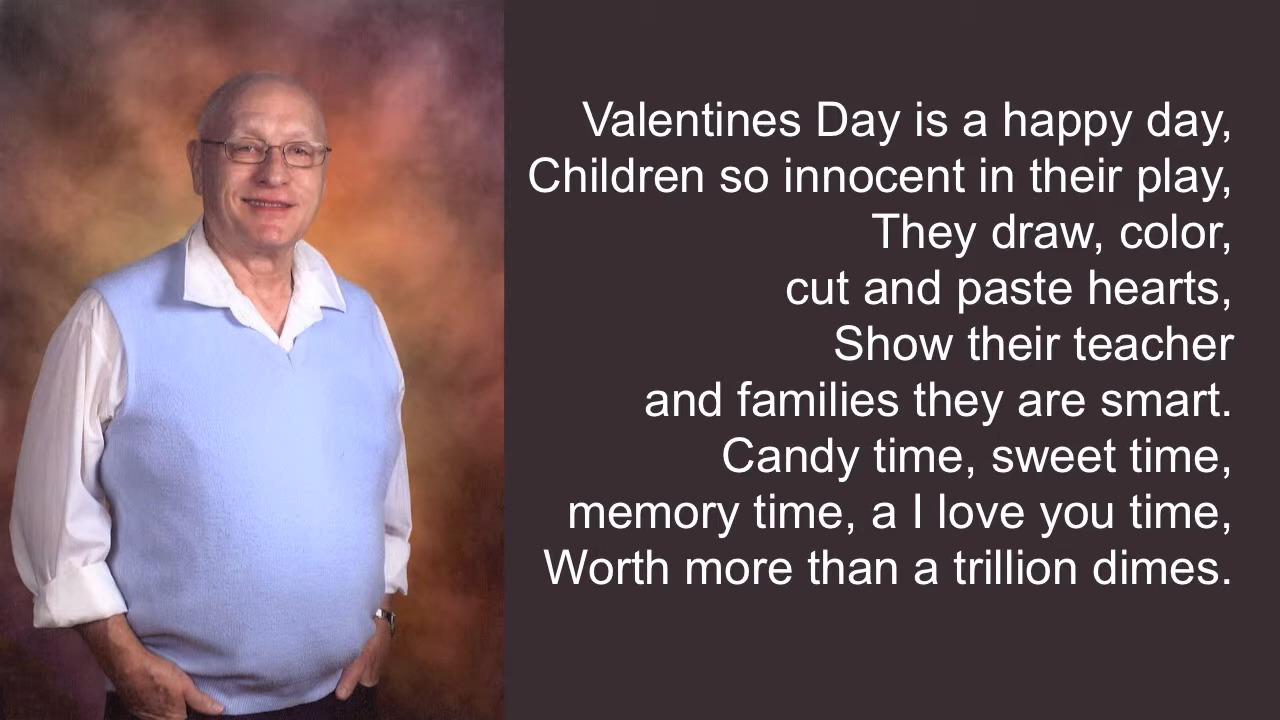 Valentines Day is a happy day,
Children so innocent in their play,
They draw, color,
cut and paste hearts,
Show their teacher
and families they are smart.
Candy time, sweet time,
memory time, a I love you time,
Worth more than a trillion dimes.